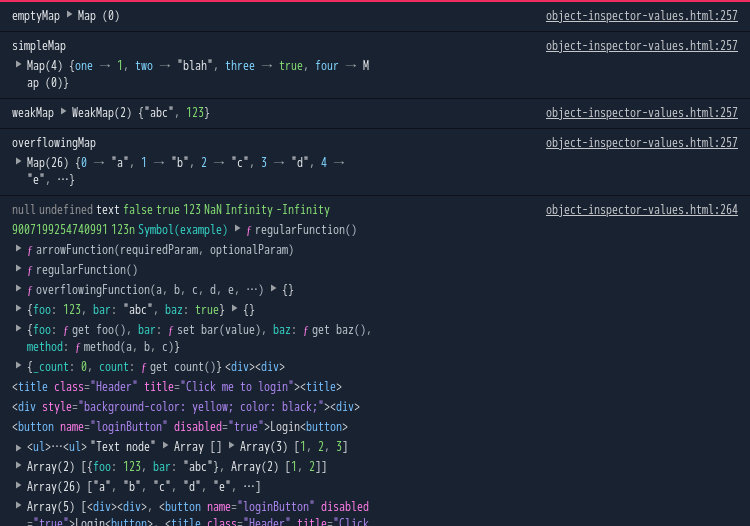 emptyMap ▶ Map (0) object-inspector-values.html:257
simpleMap object-inspector-values.html:257
▶ Map(4) {one → 1, two → "blah", three → true, four → M
ap (0)}
weakMap ▶ WeakMap(2) {"abc", 123} object-inspector-values.html:257
overflowingMap object-inspector-values.html:257
▶ Map(26) {0 → "a", 1 → "b", 2 → "c", 3 → "d", 4 →
"e", …}
null undefined text false true 123 NaN Infinity -Infinity object-inspector-values.html:264
9007199254740991 123n Symbol(example) ▶ ƒ regularFunction()
▶ ƒ arrowFunction(requiredParam, optionalParam)
▶ ƒ regularFunction()
▶ ƒ overflowingFunction(a, b, c, d, e, …) ▶ {}
▶ {foo: 123, bar: "abc", baz: true} ▶ {}
▶ {foo: ƒ get foo(), bar: ƒ set bar(value), baz: ƒ get baz(),
method: ƒ method(a, b, c)}
▶ {_count: 0, count: ƒ get count()} <div><div>
<title class="Header" title="Click me to login"><title>
<div style="background-color: yellow; color: black;"><div>
<button name="loginButton" disabled="true">Login<button>
▶ <ul>…<ul> "Text node" ▶ Array [] ▶ Array(3) [1, 2, 3]
▶ Array(2) [{foo: 123, bar: "abc"}, Array(2) [1, 2]]
▶ Array(26) ["a", "b", "c", "d", "e", …]
▶ Array(5) [<div><div>, <button name="loginButton" disabled
="true">Login<button>, <title class="Header" title="Click